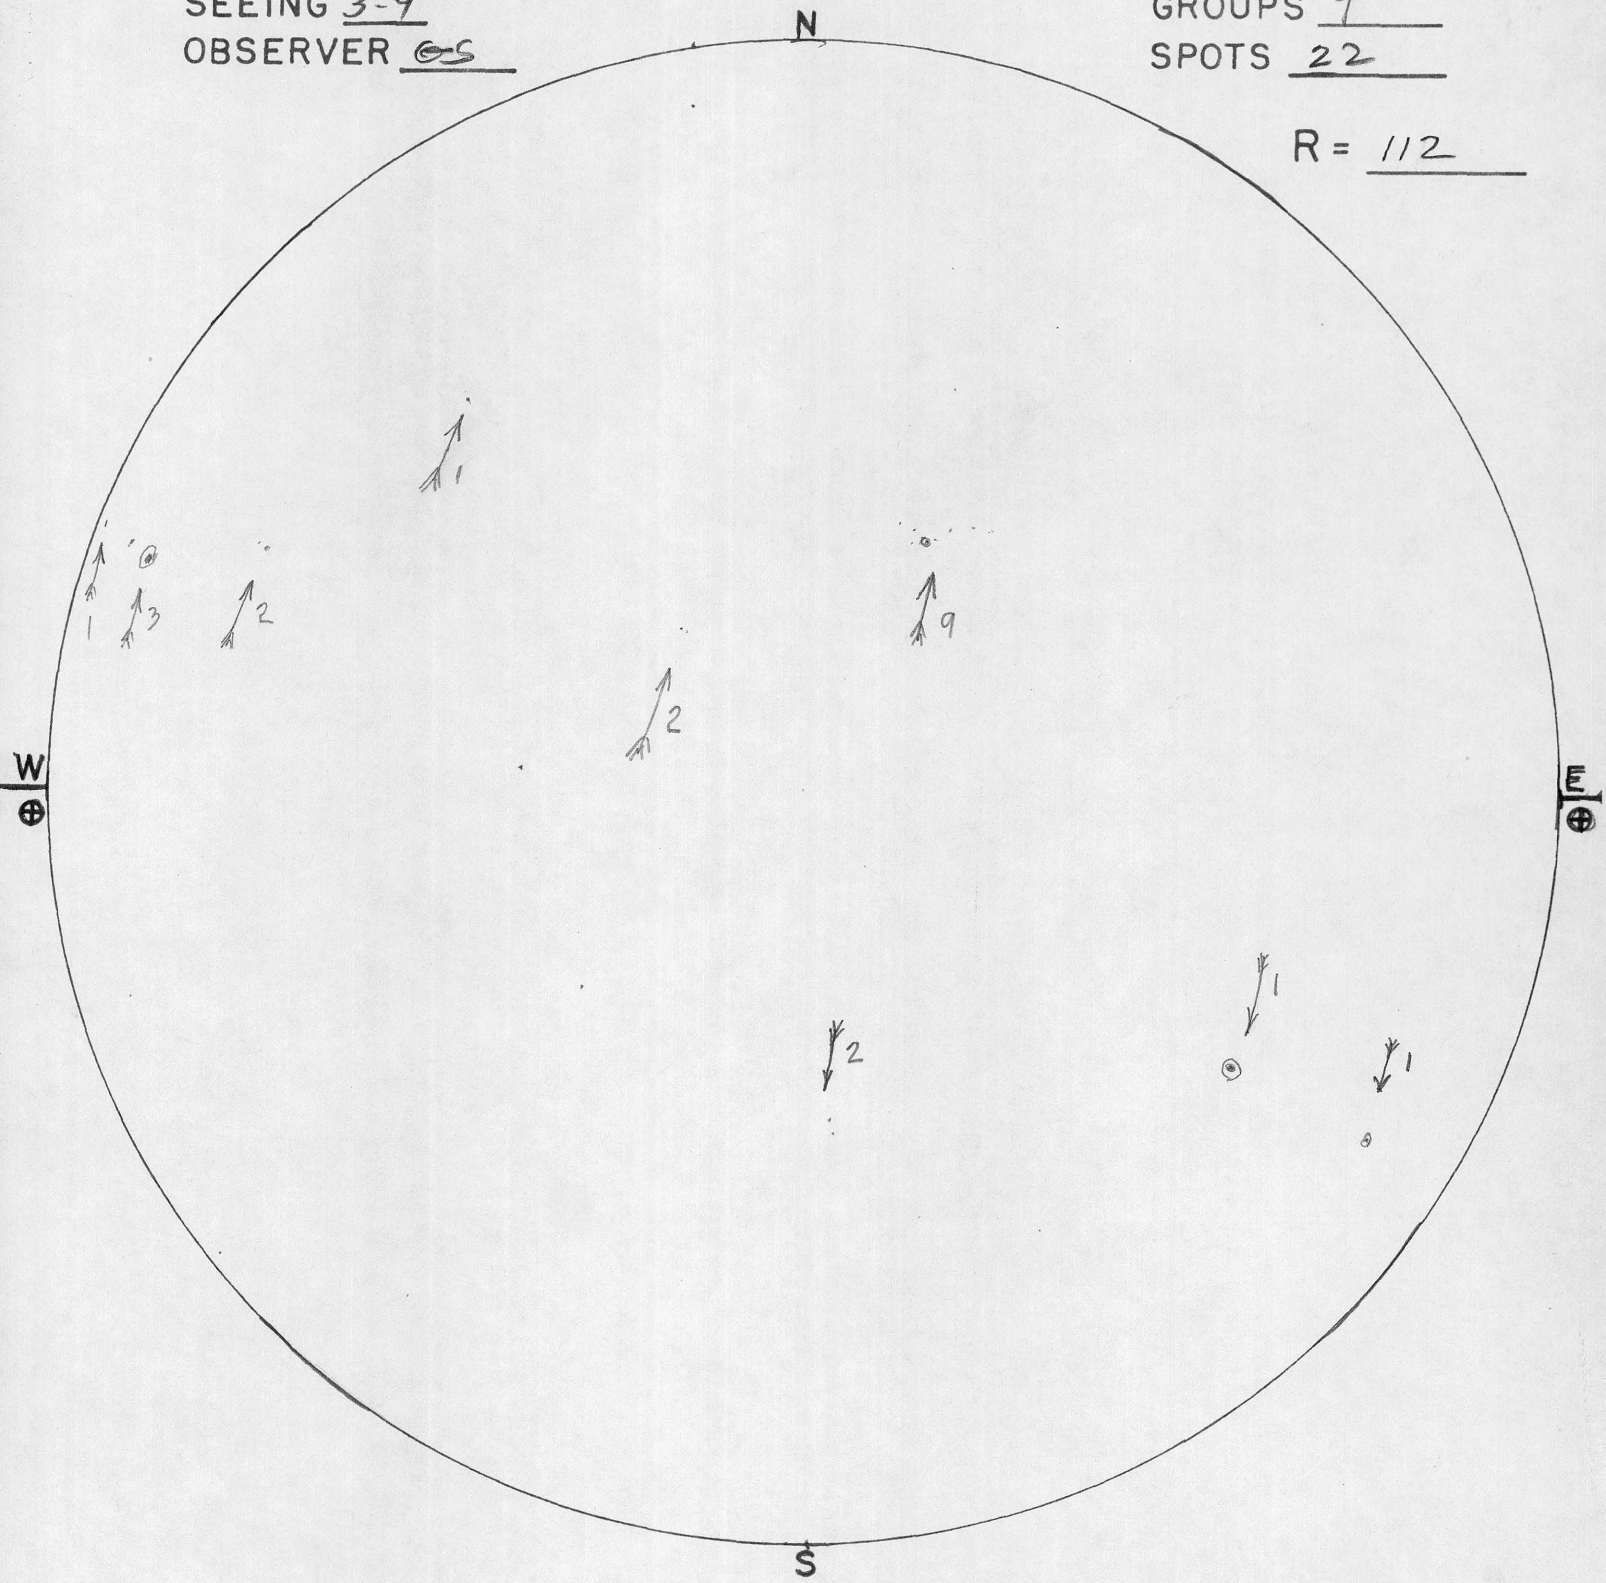 SEEING 3-4
GROUPS 9
OBSERVER GS
SPOTS 22
N
R = 112
1
1
3
2
9
2
W
E
1
2
1
S